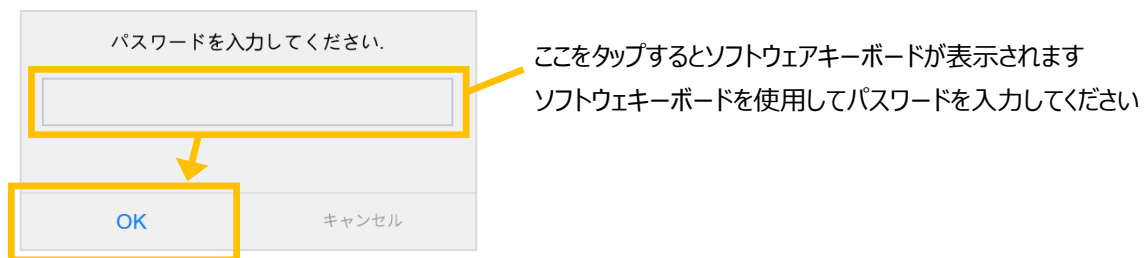 パスワードを入力してください.
ここをタップするとソフトウェアキーボードが表示されます
ソフトウェキーボードを使用してパスワードを入力してください
OK
キャンセル